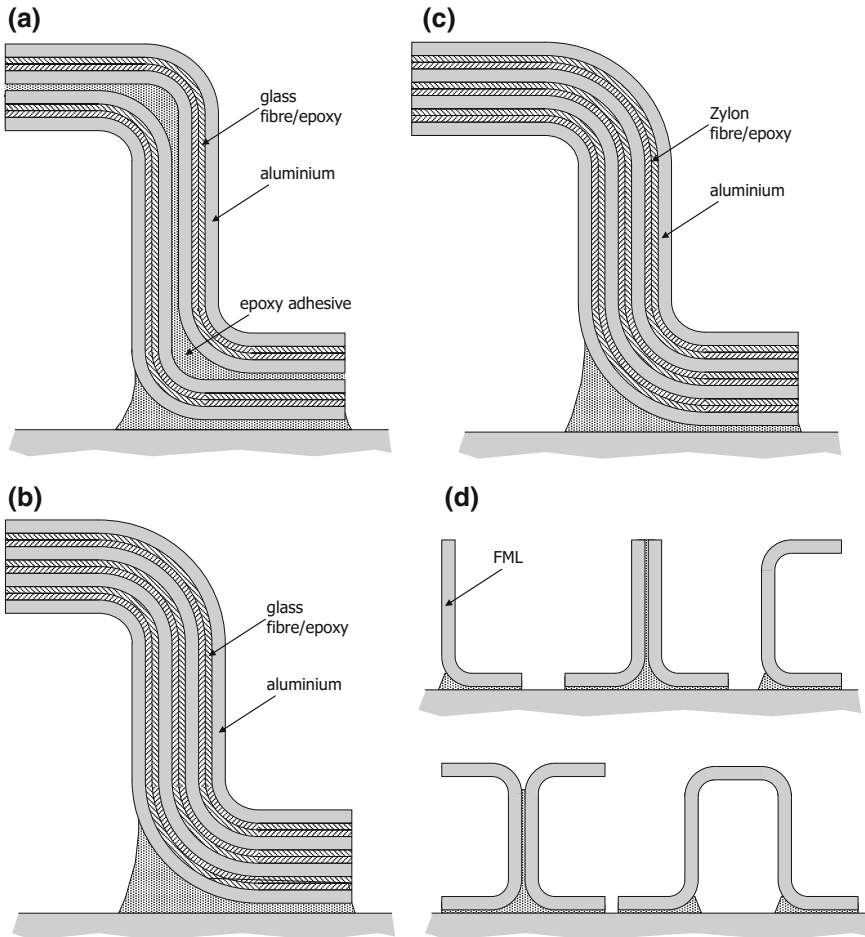 (a)
glass
fibre/epoxy
aluminium
epoxy adhesive
(c)
Zylon
fibre/epoxy
aluminium
(b)
glass
fibre/epoxy
aluminium
(d)
FML